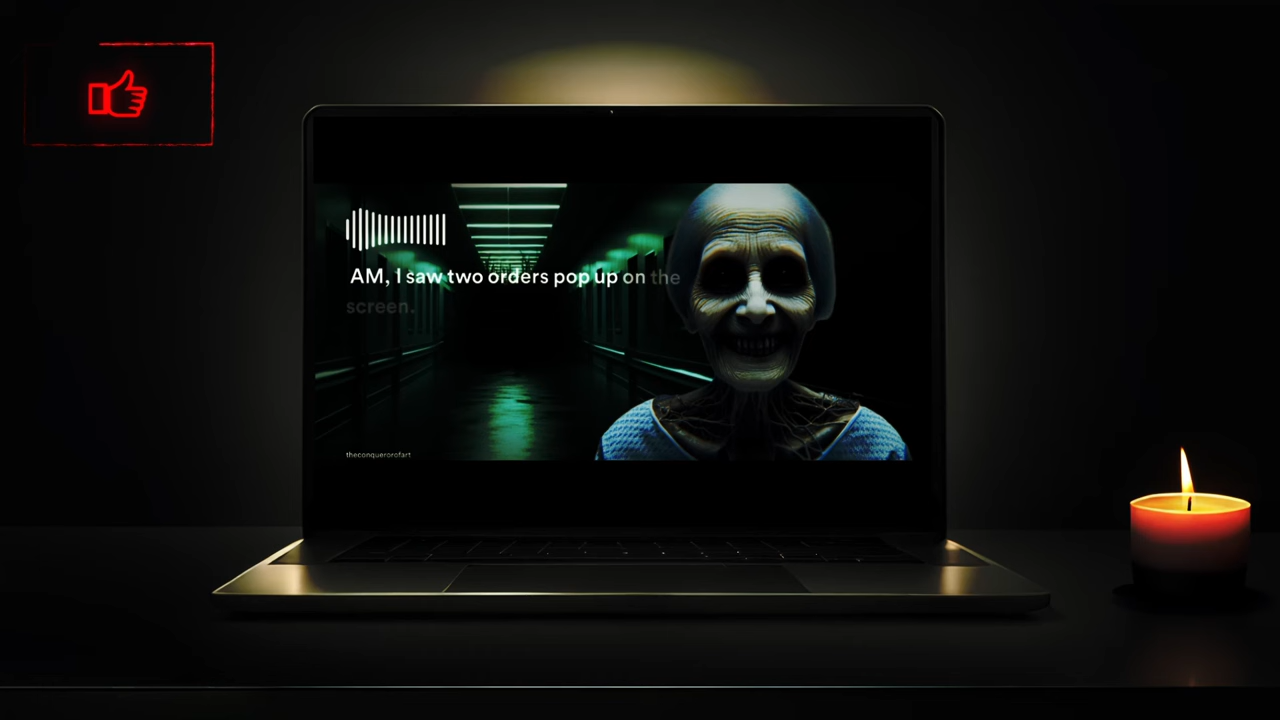 AM, I saw two orders pop up on the
screen.
theconquerorofart